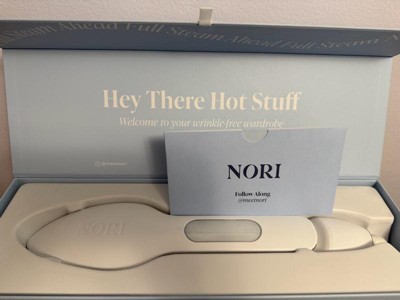 Steam Ahead Full Steam Ahead Full Steam
Hey There Hot Stuff
Welcome to your wrinkle free wardrobe
NORI
Follow Along
@meetnori
NORI